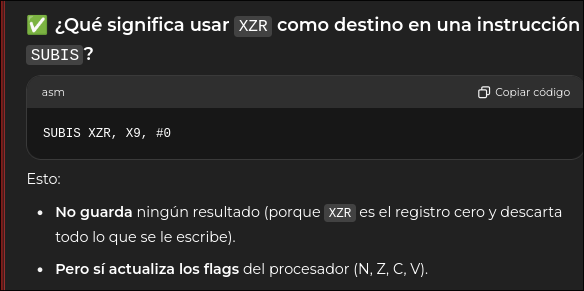 ✅ ¿Qué significa usar XZR como destino en una instrucción
SUBIS?
asm
Copiar código
SUBIS XZR, X9, #0
Esto:
• No guarda ningún resultado (porque XZR es el registro cero y descarta
todo lo que se le escribe).
• Pero sí actualiza los flags del procesador (N, Z, C, V).